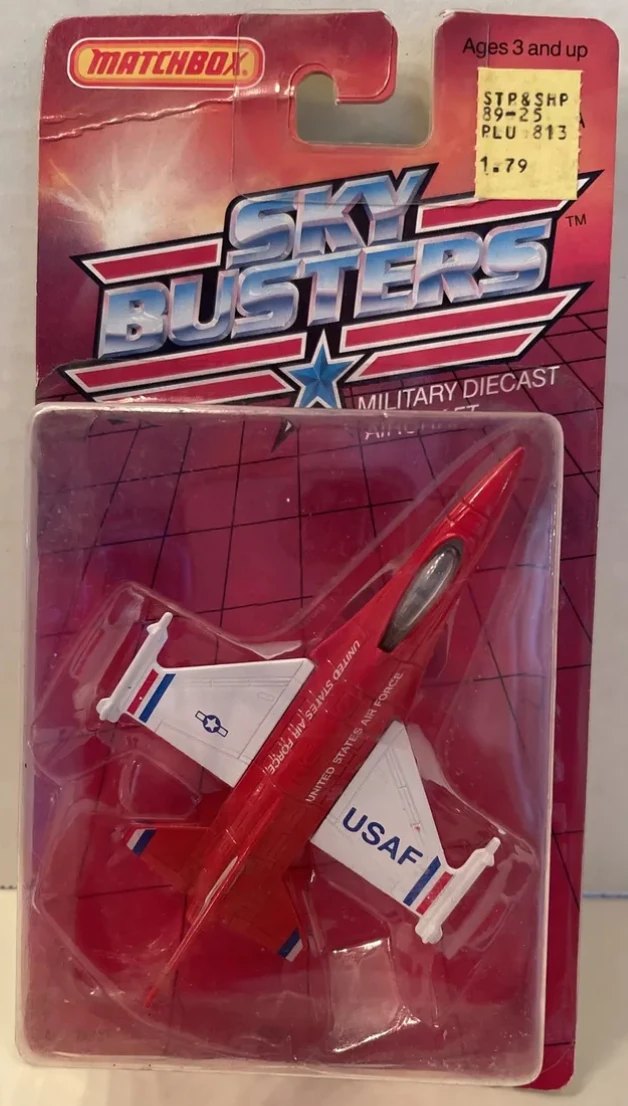 MATCHBOX
Ages 3 and up
STP&SHP
89-25
PLU 813
1.79
SKY
BUSTERS
TM
MILITARY DIECAST
AIRCRAFT
UNITED STATES AIR FORCE
UNITED STATES AIR FORCE
USAF